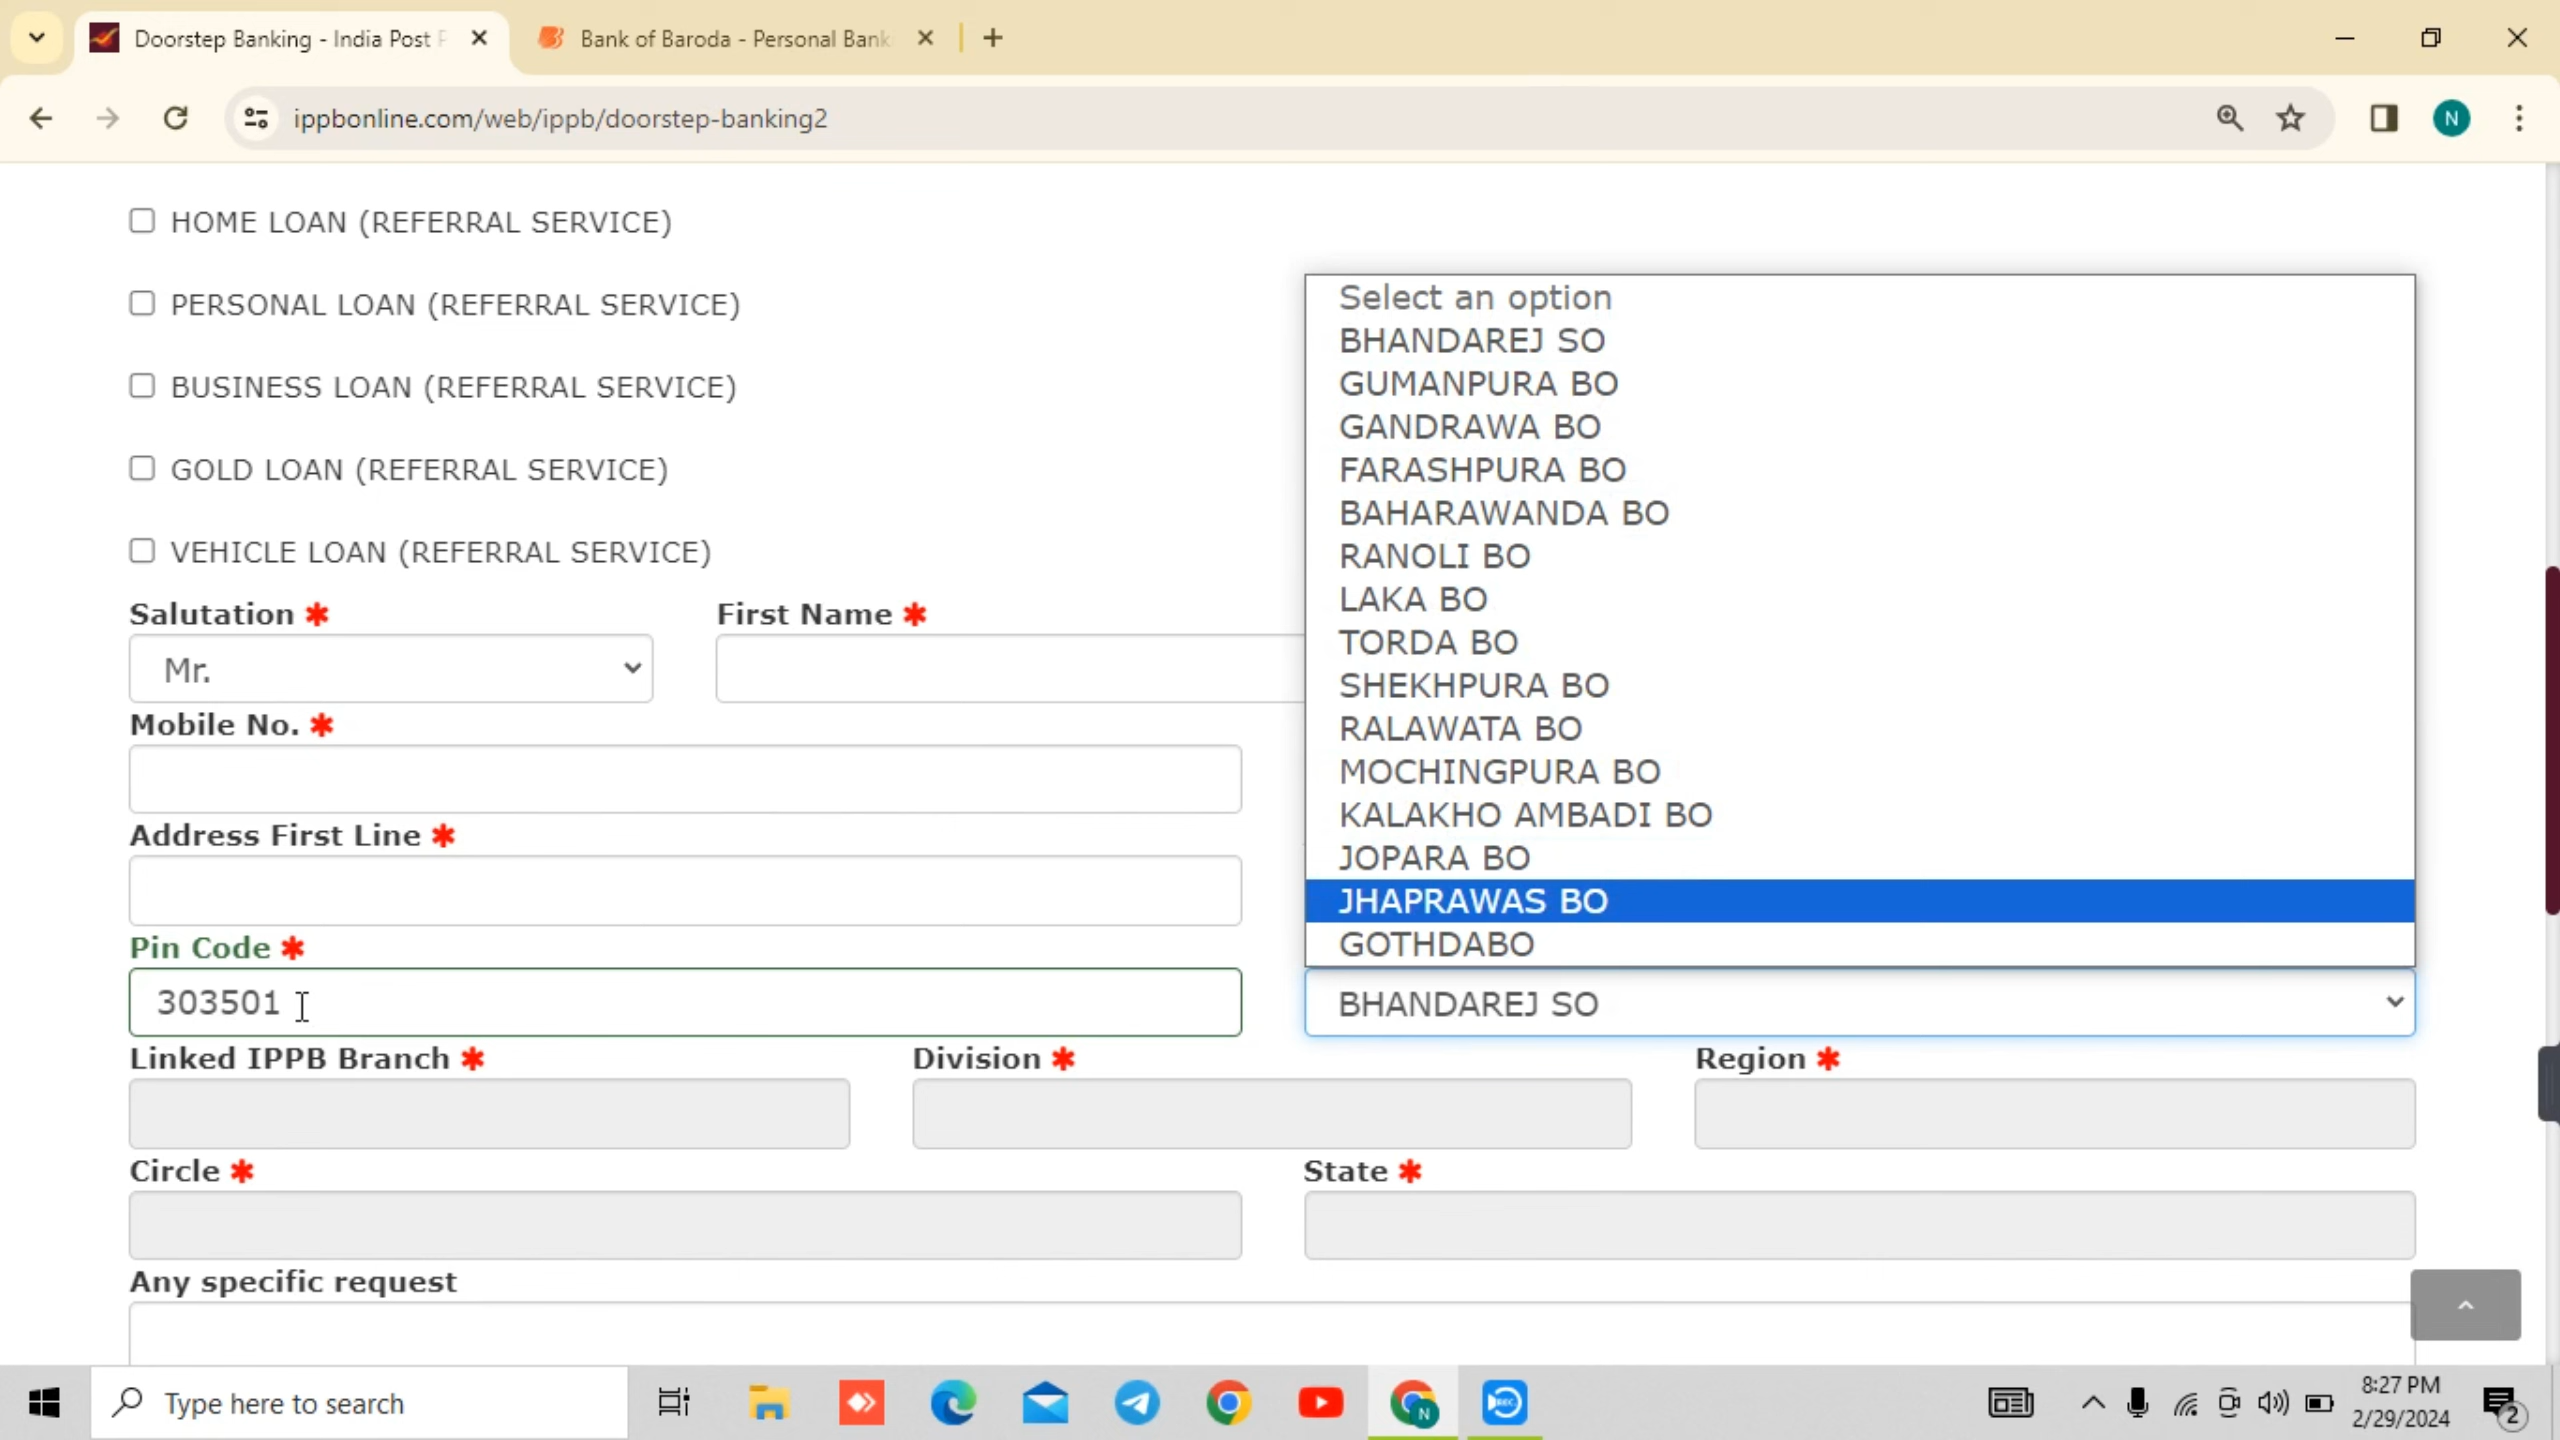 Doorstep Banking - India Post P
Bank of Baroda - Personal Bank
ippbonline.com/web/ippb/doorstep-banking2
N
HOME LOAN (REFERRAL SERVICE)
PERSONAL LOAN (REFERRAL SERVICE)
BUSINESS LOAN (REFERRAL SERVICE)
GOLD LOAN (REFERRAL SERVICE)
VEHICLE LOAN (REFERRAL SERVICE)
Select an option
BHANDAREJ SO
GUMANPURA BO
GANDRAWA BO
FARASHPURA BO
BAHARAWANDA BO
RANOLI BO
LAKA BO
TORDA BO
SHEKHPURA BO
RALAWATA BO
MOCHINGPURA BO
KALAKHO AMBADI BO
JOPARA BO
JHAPRAWAS BO
GOTHDABO
Salutation * First Name *
Mr.
Mobile No. *
Address First Line *
Pin Code *
303501 BHANDAREJ SO
Linked IPPB Branch * Division * Region *
Circle * State *
Any specific request
Type here to search
N
REC
8:27 PM
2/29/2024
2